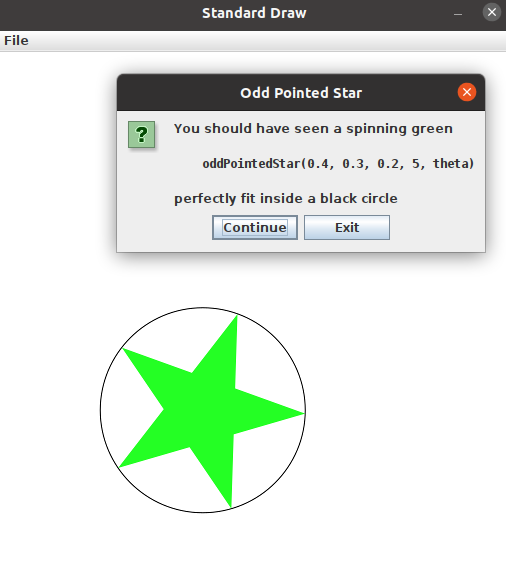 Standard Draw
File
Odd Pointed Star
?
You should have seen a spinning green
oddPointedStar(0.4, 0.3, 0.2, 5, theta)
perfectly fit inside a black circle
Continue Exit